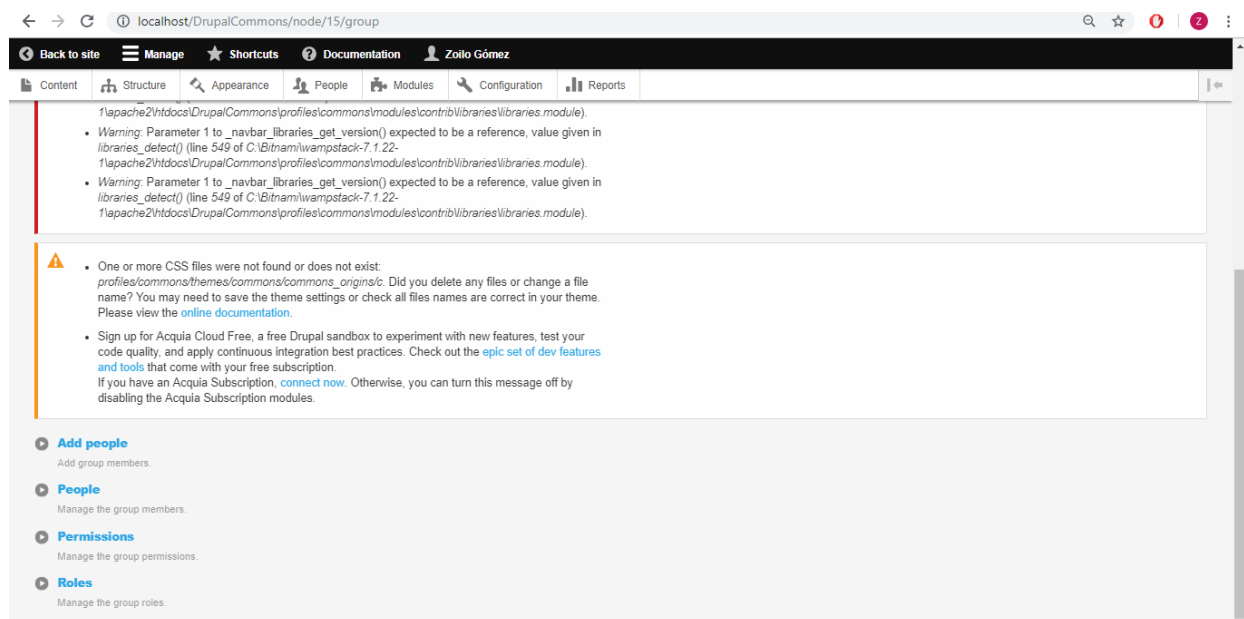 localhost/DrupalCommons/node/15/group
Z
Back to site Manage Shortcuts Documentation Zoilo Gómez
Content Structure Appearance People Modules Configuration Reports
1\apache2\htdocs\DrupalCommons\profiles\commons\modules\contrib\libraries\libraries.module).
Warning: Parameter 1 to _navbar_libraries_get_version() expected to be a reference, value given in
libraries_detect() (line 549 of C:\Bitnami\wampstack-7.1.22-
1\apache2\htdocs\DrupalCommons\profiles\commons\modules\contrib\libraries\libraries.module).
Warning: Parameter 1 to _navbar_libraries_get_version() expected to be a reference, value given in
libraries_detect() (line 549 of C:\Bitnami\wampstack-7.1.22-
1\apache2\htdocs\DrupalCommons\profiles\commons\modules\contrib\libraries\libraries.module).
One or more CSS files were not found or does not exist:
profiles/commons/themes/commons/commons_origins/c. Did you delete any files or change a file
name? You may need to save the theme settings or check all files names are correct in your theme.
Please view the online documentation.
Sign up for Acquia Cloud Free, a free Drupal sandbox to experiment with new features, test your
code quality, and apply continuous integration best practices. Check out the epic set of dev features
and tools that come with your free subscription.
If you have an Acquia Subscription, connect now. Otherwise, you can turn this message off by
disabling the Acquia Subscription modules.
Add people
Add group members.
People
Manage the group members.
Permissions
Manage the group permissions.
Roles
Manage the group roles.